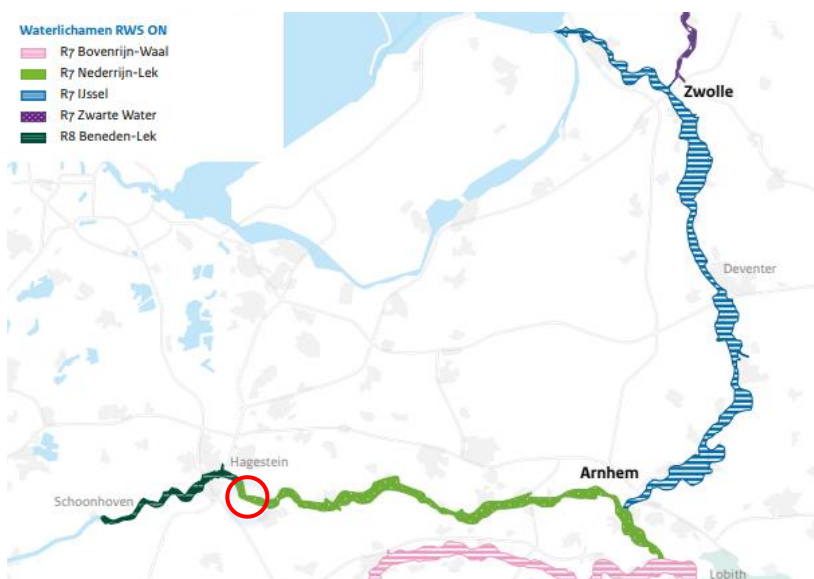 Waterlichamen RWS ON
R7 Bovenrijn-Waal
R7 Nederrijn-Lek
R7 IJssel
R7 Zwarte Water
R8 Beneden-Lek
Zwolle
Deventer
Hagestein
Arnhem
Schoonhoven
Lobith